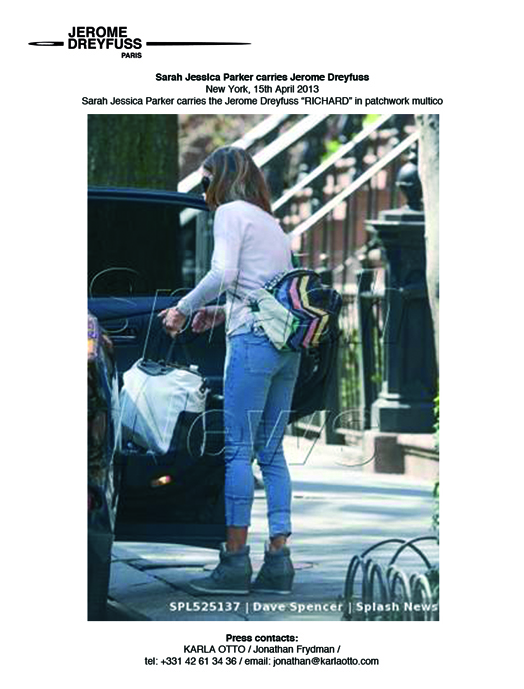 JEROME
DREYFUSS
PARIS
Sarah Jessica Parker carries Jerome Dreyfuss
New York, 15th April 2013
Sarah Jessica Parker carries the Jerome Dreyfuss "RICHARD" in patchwork multico
Splash
News
SPL525137 | Dave Spencer | Splash News
Press contacts:
KARLA OTTO / Jonathan Frydman /
tel: +331 42 61 34 36 / email: jonathan@karlaotto.com